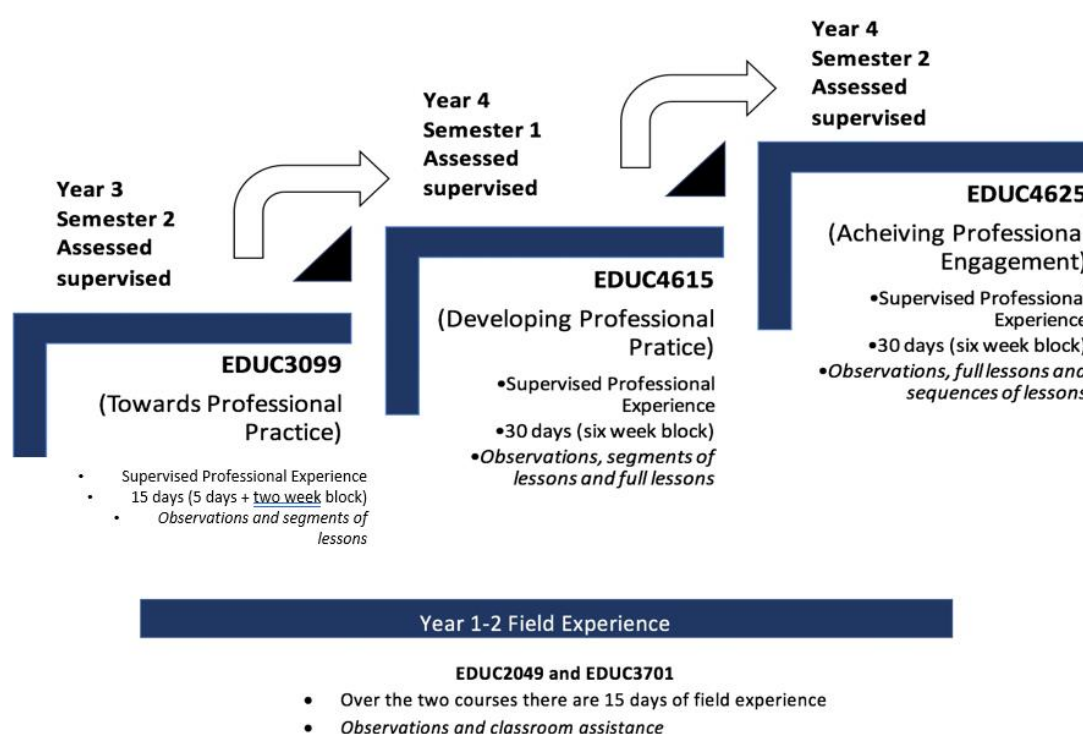 Year 3
Semester 2
Assessed
supervised
EDUC3099
(Towards Professional
Practice)
• Supervised Professional Experience
• 15 days (5 days + two week block)
• Observations and segments of
lessons
Year 4
Semester 1
Assessed
supervised
EDUC4615
(Developing Professional
Pratice)
•Supervised Professional
Experience
•30 days (six week block)
•Observations, segments of
lessons and full lessons
Year 4
Semester 2
Assessed
supervised
EDUC4625
(Acheiving Professional
Engagement)
•Supervised Professional
Experience
•30 days (six week block)
•Observations, full lessons and
sequences of lessons
Year 1-2 Field Experience
EDUC2049 and EDUC3701
• Over the two courses there are 15 days of field experience
• Observations and classroom assistance